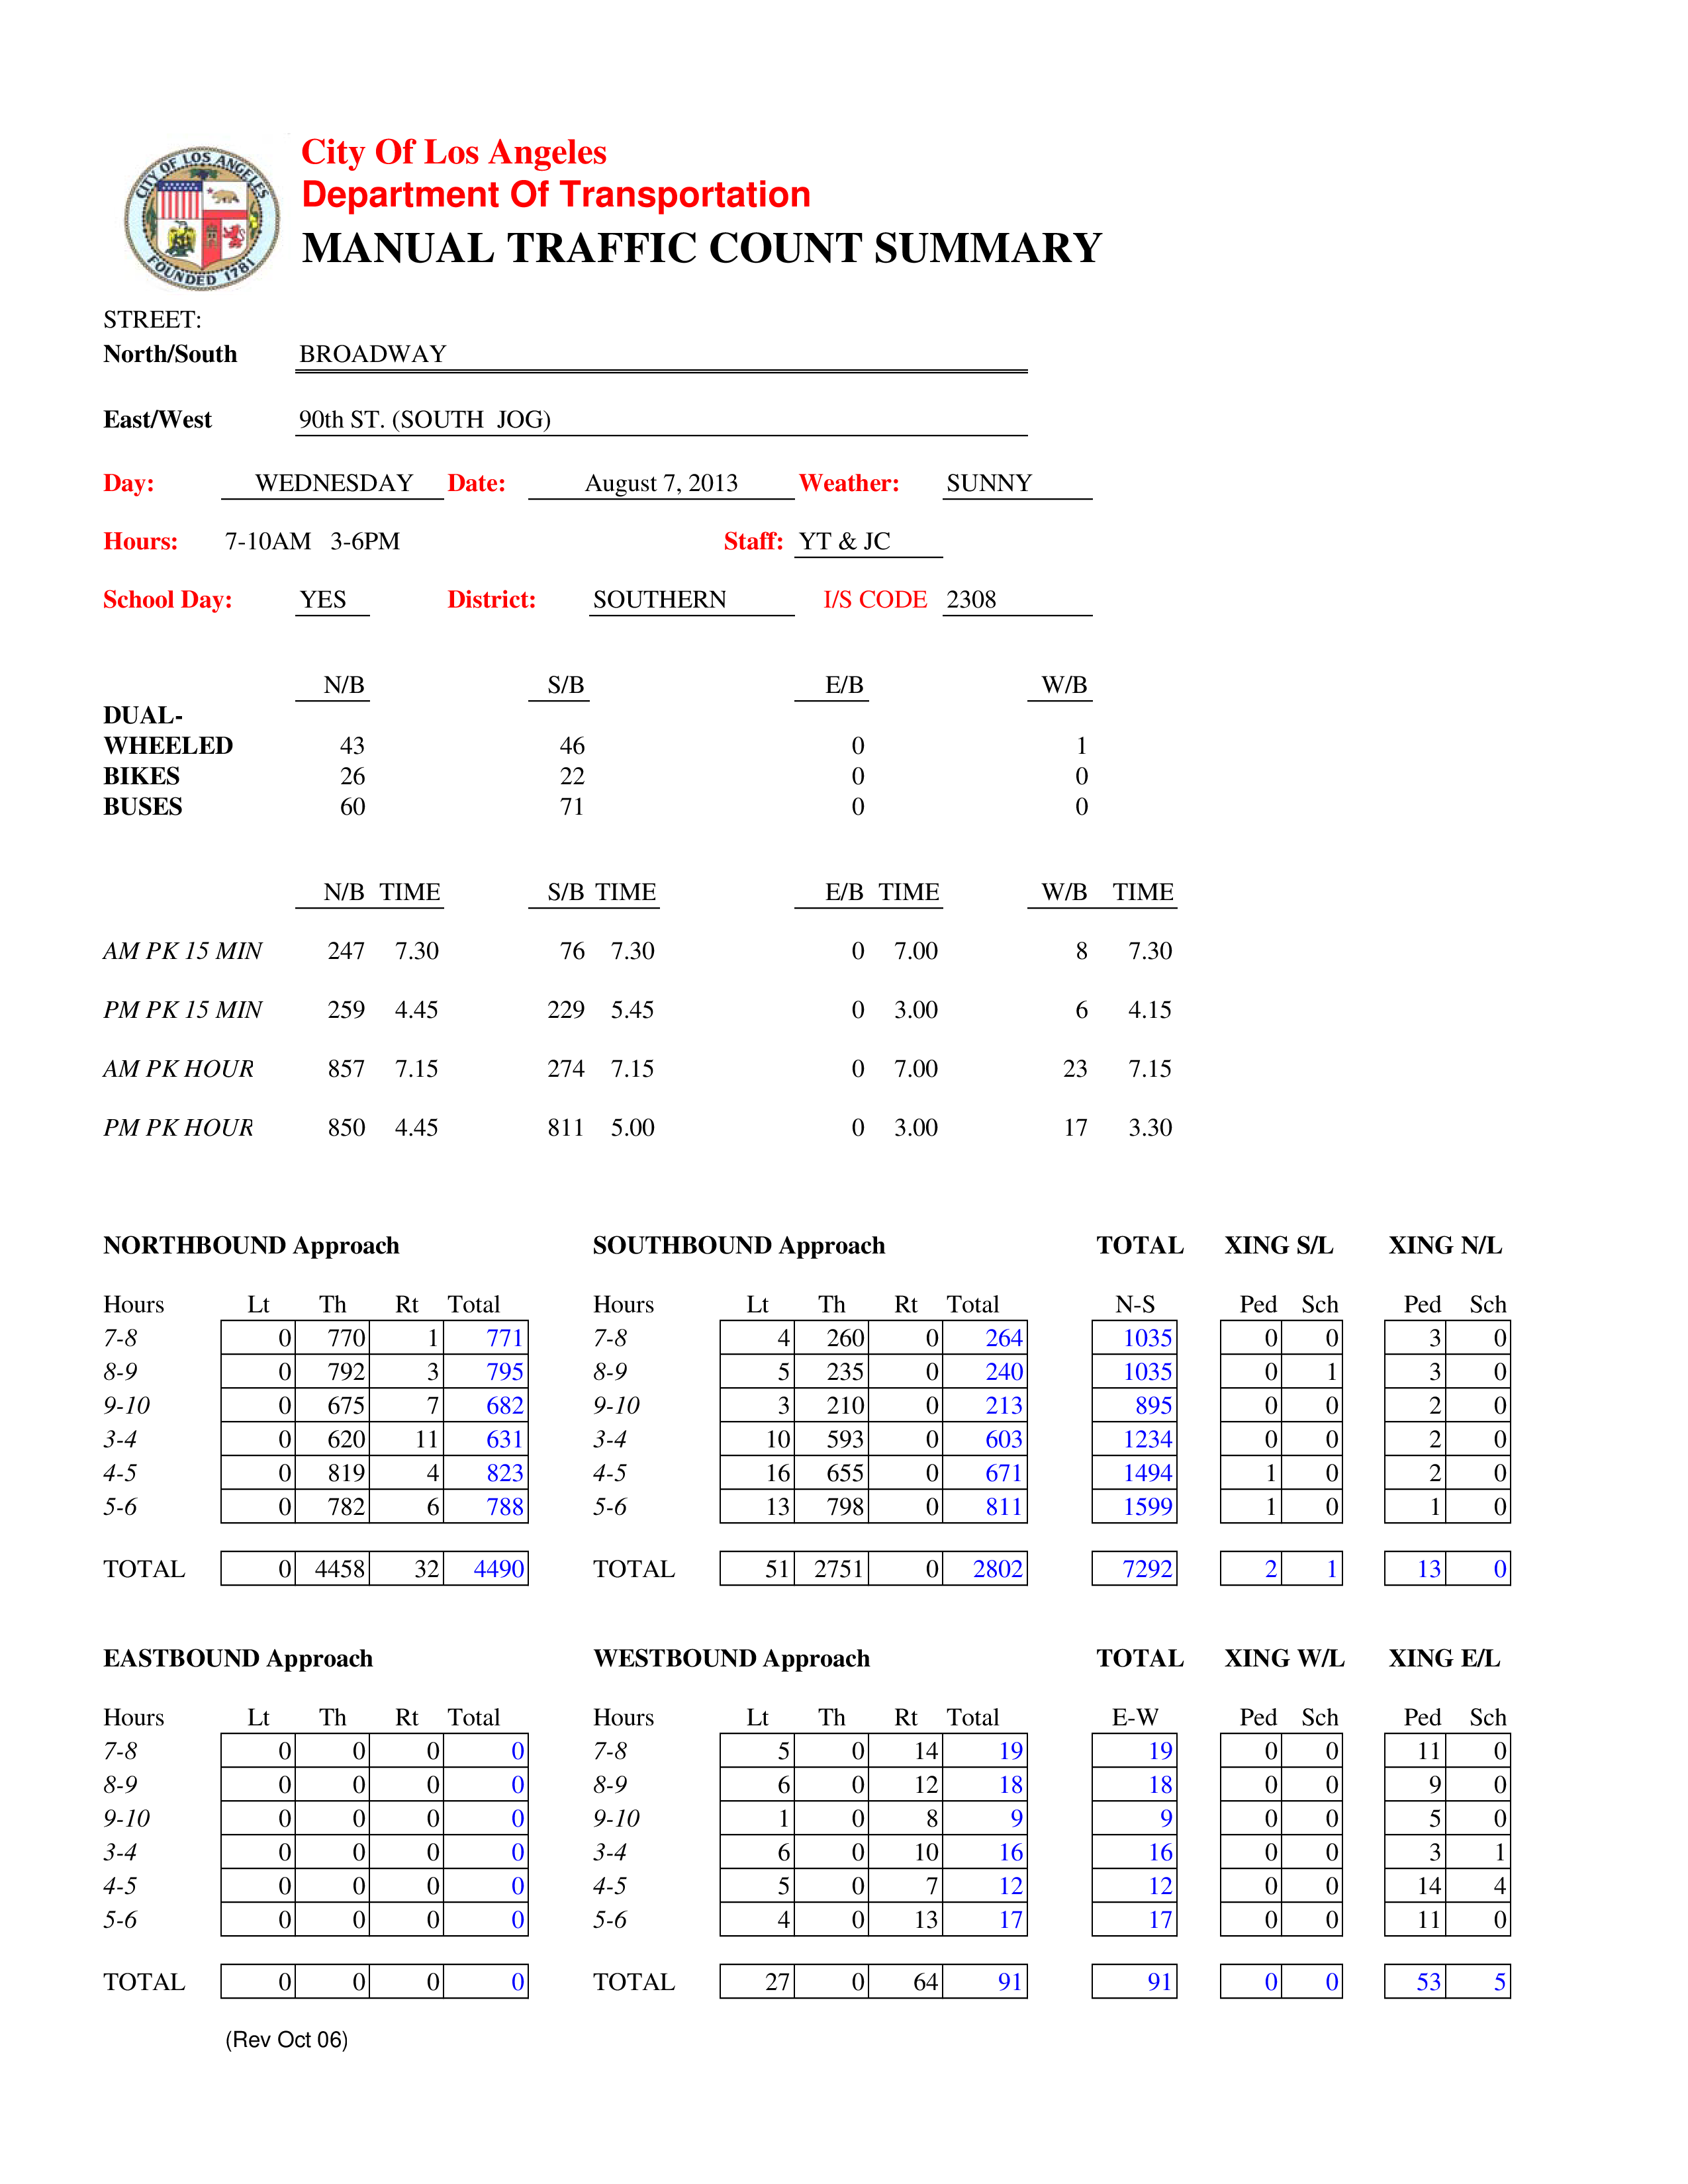 CITY OF LOS ANGELES
FOUNDED 1781
City Of Los Angeles
Department Of Transportation
MANUAL TRAFFIC COUNT SUMMARY
STREET:
North/South BROADWAY
East/West 90th ST. (SOUTH JOG)
Day: WEDNESDAY Date: August 7, 2013 Weather: SUNNY
Hours: 7-10AM 3-6PM Staff: YT & JC
School Day: YES District: SOUTHERN I/S CODE 2308
N/B S/B E/B W/B
DUAL-
WHEELED 43 46 0 1
BIKES 26 22 0 0
BUSES 60 71 0 0
N/B TIME S/B TIME E/B TIME W/B TIME
AM PK 15 MIN 247 7.30 76 7.30 0 7.00 8 7.30
PM PK 15 MIN 259 4.45 229 5.45 0 3.00 6 4.15
AM PK HOUR 857 7.15 274 7.15 0 7.00 23 7.15
PM PK HOUR 850 4.45 811 5.00 0 3.00 17 3.30
NORTHBOUND Approach SOUTHBOUND Approach TOTAL XING S/L XING N/L
Hours Lt Th Rt Total Hours Lt Th Rt Total N-S Ped Sch Ped Sch
7-8 0 770 1 771 7-8 4 260 0 264 1035 0 0 3 0
8-9 0 792 3 795 8-9 5 235 0 240 1035 0 1 3 0
9-10 0 675 7 682 9-10 3 210 0 213 895 0 0 2 0
3-4 0 620 11 631 3-4 10 593 0 603 1234 0 0 2 0
4-5 0 819 4 823 4-5 16 655 0 671 1494 1 0 2 0
5-6 0 782 6 788 5-6 13 798 0 811 1599 1 0 1 0
TOTAL 0 4458 32 4490 TOTAL 51 2751 0 2802 7292 2 1 13 0
EASTBOUND Approach WESTBOUND Approach TOTAL XING W/L XING E/L
Hours Lt Th Rt Total Hours Lt Th Rt Total E-W Ped Sch Ped Sch
7-8 0 0 0 0 7-8 5 0 14 19 19 0 0 11 0
8-9 0 0 0 0 8-9 6 0 12 18 18 0 0 9 0
9-10 0 0 0 0 9-10 1 0 8 9 9 0 0 5 0
3-4 0 0 0 0 3-4 6 0 10 16 16 0 0 3 1
4-5 0 0 0 0 4-5 5 0 7 12 12 0 0 14 4
5-6 0 0 0 0 5-6 4 0 13 17 17 0 0 11 0
TOTAL 0 0 0 0 TOTAL 27 0 64 91 91 0 0 53 5
(Rev Oct 06)